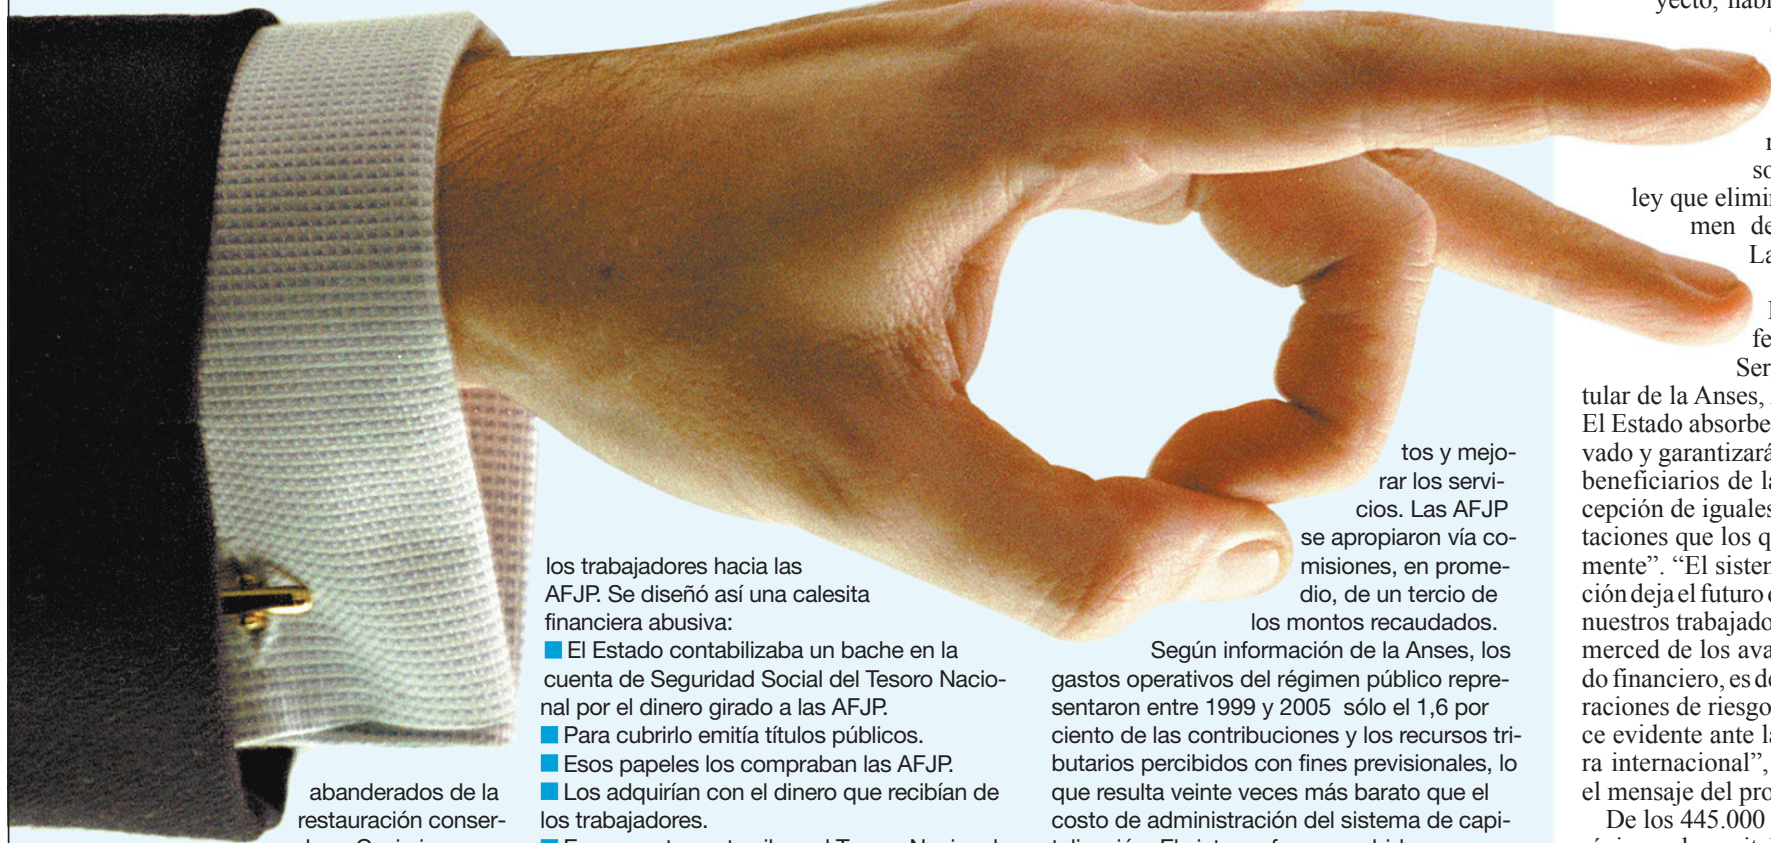 abanderados de la
restauración conser-
los trabajadores hacia las
AFJP. Se diseñó así una calesita
financiera abusiva:
■ El Estado contabilizaba un bache en la
cuenta de Seguridad Social del Tesoro Nacio-
nal por el dinero girado a las AFJP.
■ Para cubrirlo emitía títulos públicos.
■ Esos papeles los compraban las AFJP.
■ Los adquirían con el dinero que recibían de
los trabajadores.
tos y mejo-
rar los servi-
cios. Las AFJP
se apropiaron vía co-
misiones, en prome-
dio, de un tercio de
los montos recaudados.
Según información de la Anses, los
gastos operativos del régimen público repre-
sentaron entre 1999 y 2005 sólo el 1,6 por
ciento de las contribuciones y los recursos tri-
butarios percibidos con fines previsionales, lo
que resulta veinte veces más barato que el
costo de administración del sistema de capi-
yecto,
so
ley que elimi
men de
La
fe
Ser
tular de la Anses,
El Estado absorbe
vado y garantizará
beneficiarios de la
cepción de iguales
taciones que los q
mente”. “El sistem
ción deja el futuro
nuestros trabajado
merced de los ava
do financiero, es de
raciones de riesgo
ce evidente ante la
ra internacional”,
el mensaje del pro
De los 445.000